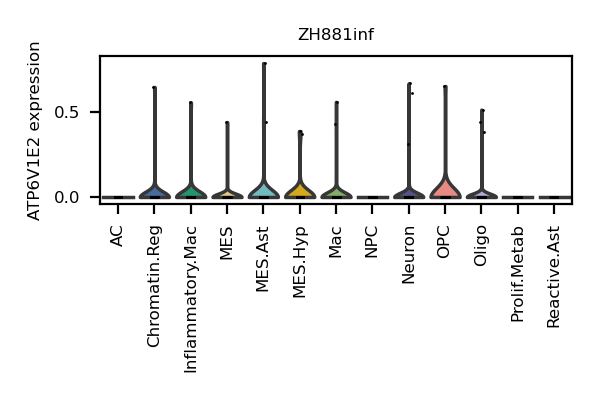 ZH881inf
ATP6V1E2 expression
0.5
0.0
AC
Chromatin.Reg
Inflammatory.Mac
MES
MES.Ast
MES.Hyp
Mac
NPC
Neuron
OPC
Oligo
Prolif.Metab
Reactive.Ast